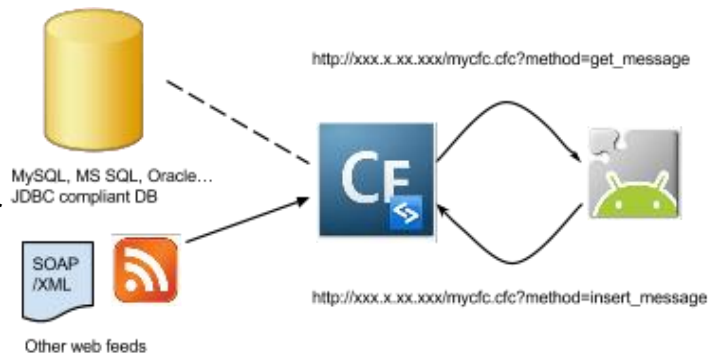 http://xxx.x.xx.xxx/mycfc.cfc?method=get_message
MySQL, MS SQL, Oracle...
JDBC compliant DB
CF
SOAP
/XML
http://xxx.x.xx.xxx/mycfc.cfc?method=insert_message
Other web feeds